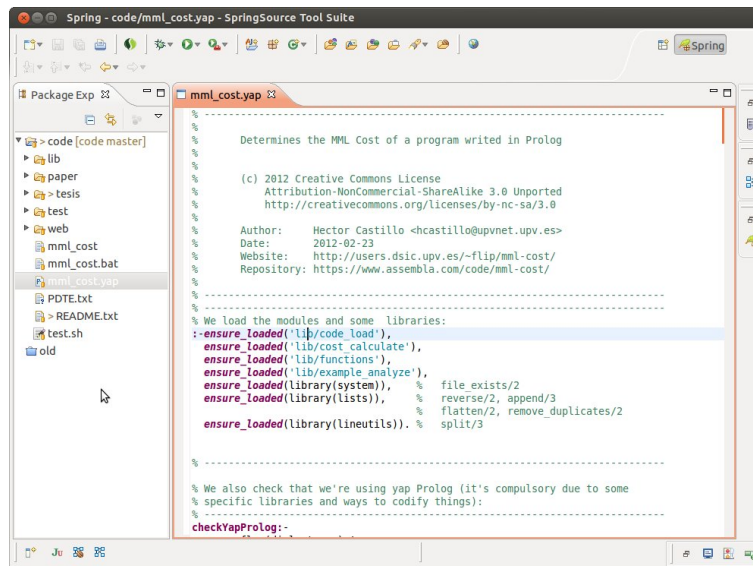 Spring - code/mml_cost.yap - SpringSource Tool Suite
Spring
Package Exp
mml_cost.yap
> code [code master]
lib
paper
> tesis
test
web
mml_cost
mml_cost.bat
mml_cost.yap
PDTE.txt
> README.txt
test.sh
old
% ----------------------------------------------------------------------------
%
%       Determines the MML Cost of a program writed in Prolog
%
%
%       (c) 2012 Creative Commons License
%           Attribution-NonCommercial-ShareAlike 3.0 Unported
%           http://creativecommons.org/licenses/by-nc-sa/3.0
%
%       Author:     Hector Castillo <hcastillo@upvnet.upv.es>
%       Date:       2012-02-23
%       Website:    http://users.dsic.upv.es/~flip/mml-cost/
%       Repository: https://www.assembla.com/code/mml-cost/
%
% ----------------------------------------------------------------------------
% ----------------------------------------------------------------------------
% We load the modules and some  libraries:
:-ensure_loaded('lib/code_load'),
  ensure_loaded('lib/cost_calculate'),
  ensure_loaded('lib/functions'),
  ensure_loaded('lib/example_analyze'),
  ensure_loaded(library(system)),    %   file_exists/2
  ensure_loaded(library(lists)),     %   reverse/2, append/3
                                     %   flatten/2, remove_duplicates/2
  ensure_loaded(library(lineutils)). %   split/3
% ----------------------------------------------------------------------------
% We also check that we're using yap Prolog (it's compulsory due to some
% specific libraries and ways to codify things):
% ----------------------------------------------------------------------------
checkYapProlog:-
Ju